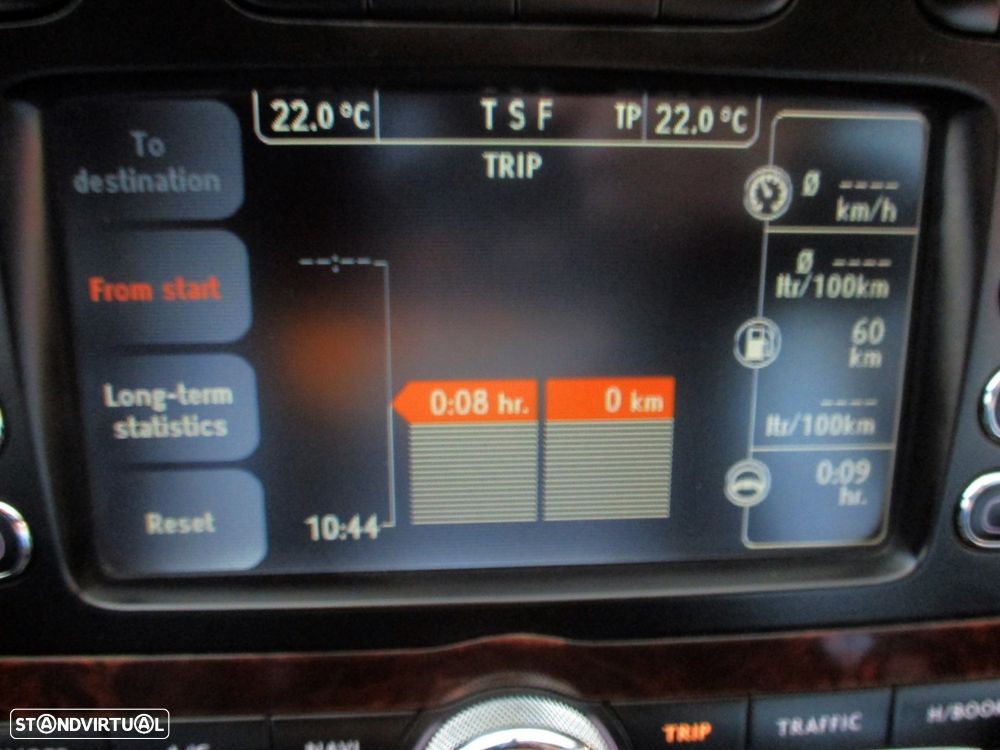 22.0 °C T S F TP 22.0 °C
TRIP
To
destination
From start
Long-term
statistics
Reset
--:--
0:08 hr. 0 km
10:44
Ø ----
km/h
Ø ----
ltr/100km
60
km
----
ltr/100km
0:09
hr.
NAVI
TRIP
TRAFFIC
STANDVIRTUAL